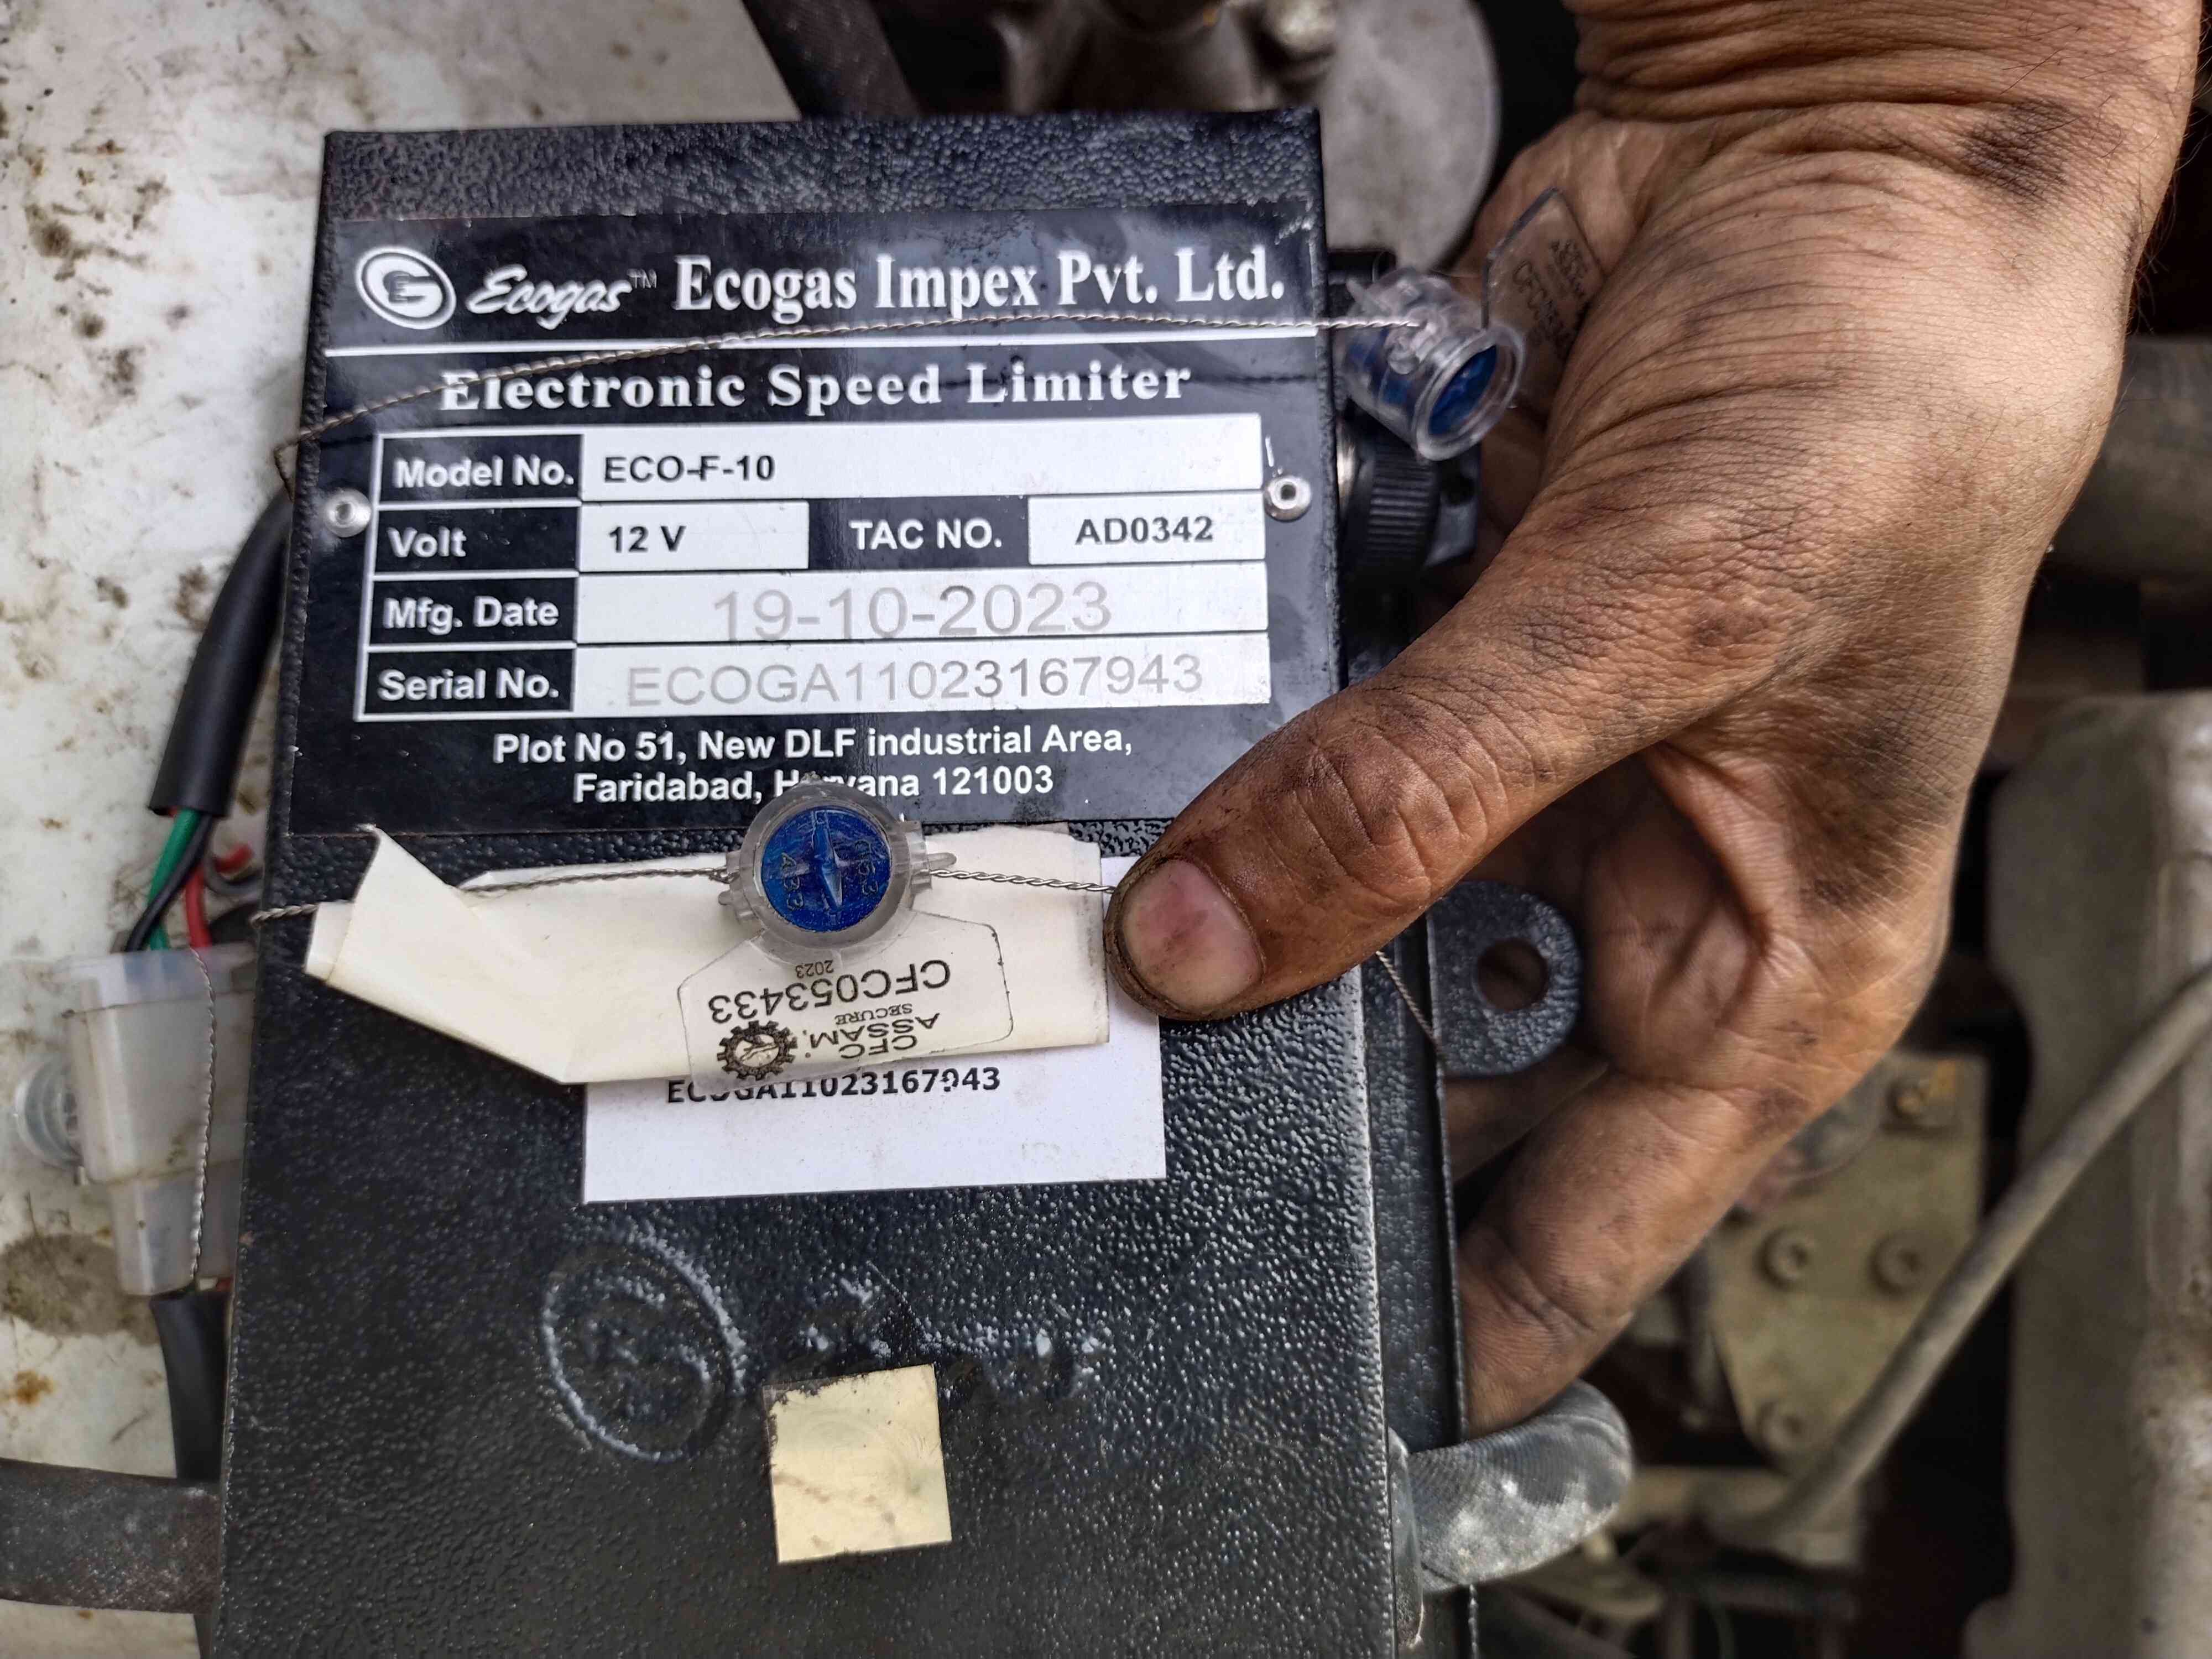 Ecogas™ Ecogas Impex Pvt. Ltd.
Electronic Speed Limiter
Model No. ECO-F-10
Volt 12 V TAC NO. AD0342
Mfg. Date 19-10-2023
Serial No. ECOGA11023167943
Plot No 51, New DLF industrial Area,
Faridabad, Haryana 121003
2023
CFC053433
SECURE
ASSAM
CFC
ECOGA11023167943